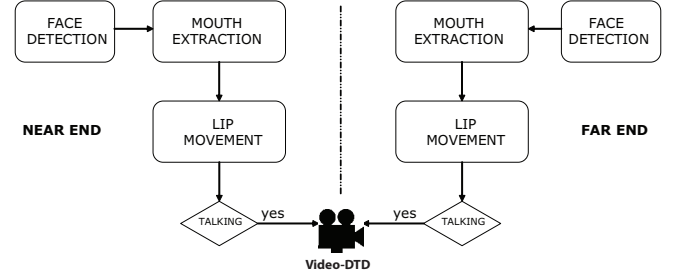 FACE
DETECTION
MOUTH
EXTRACTION
MOUTH
EXTRACTION
FACE
DETECTION
NEAR END
LIP
MOVEMENT
LIP
MOVEMENT
FAR END
TALKING
yes
yes
TALKING
Video-DTD